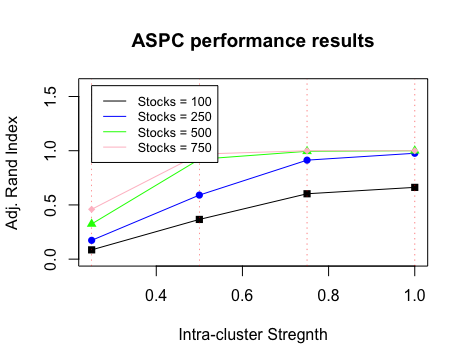 ASPC performance results
Adj. Rand Index
1.5
1.0
0.5
0.0
Stocks = 100
Stocks = 250
Stocks = 500
Stocks = 750
0.4
0.6
0.8
1.0
Intra-cluster Stregnth